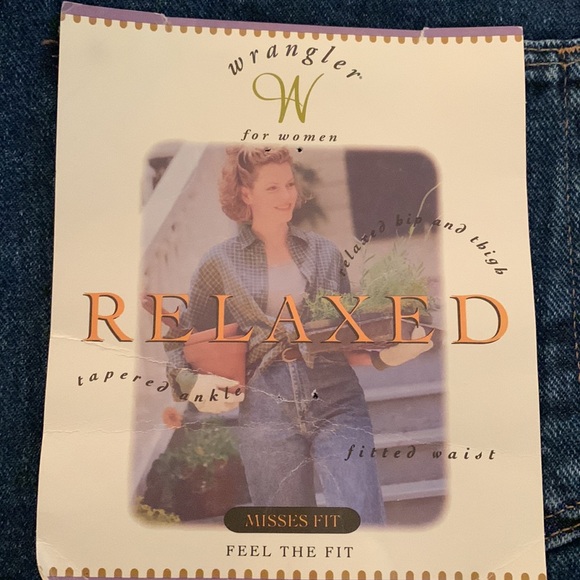 wrangler
W
for women
relaxed hip and thigh
RELAXED
tapered ankle
fitted waist
MISSES FIT
FEEL THE FIT